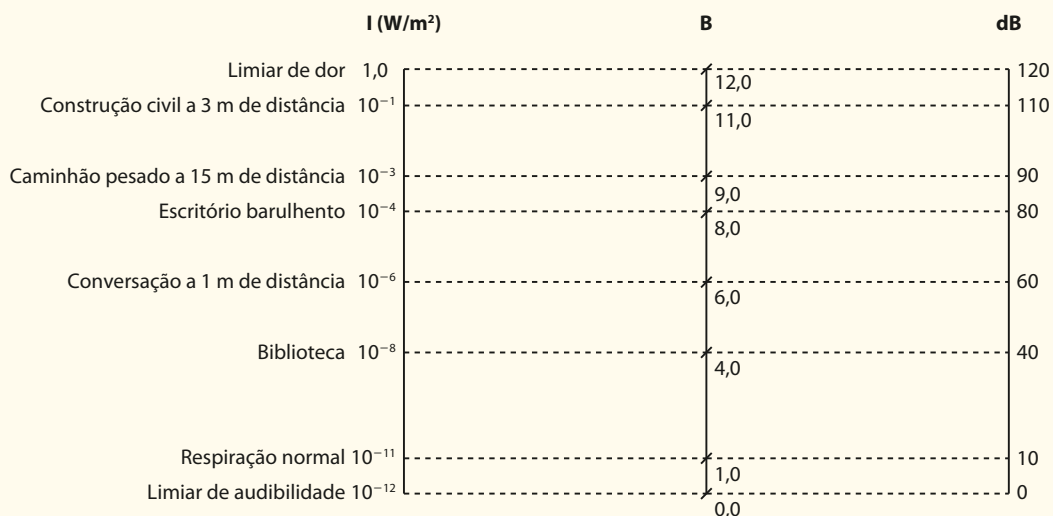 I (W/m²) B dB
Limiar de dor 1,0 12,0 120
Construção civil a 3 m de distância 10⁻¹ 11,0 110
Caminhão pesado a 15 m de distância 10⁻³ 9,0 90
Escritório barulhento 10⁻⁴ 8,0 80
Conversação a 1 m de distância 10⁻⁶ 6,0 60
Biblioteca 10⁻⁸ 4,0 40
Respiração normal 10⁻¹¹ 1,0 10
Limiar de audibilidade 10⁻¹² 0,0 0